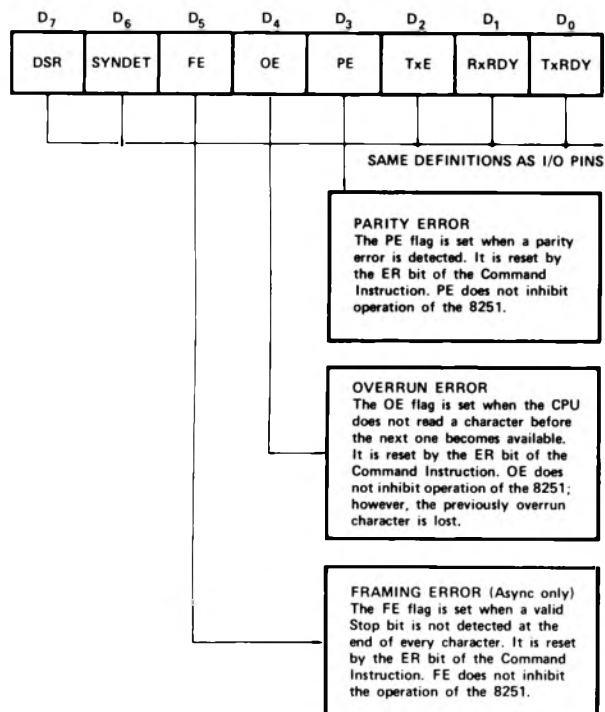 D7 D6 D5 D4 D3 D2 D1 D0
DSR SYNDET FE OE PE TxE RxRDY TxRDY
SAME DEFINITIONS AS I/O PINS
PARITY ERROR
The PE flag is set when a parity
error is detected. It is reset by
the ER bit of the Command
Instruction. PE does not inhibit
operation of the 8251.
OVERRUN ERROR
The OE flag is set when the CPU
does not read a character before
the next one becomes available.
It is reset by the ER bit of the
Command Instruction. OE does
not inhibit operation of the 8251;
however, the previously overrun
character is lost.
FRAMING ERROR (Async only)
The FE flag is set when a valid
Stop bit is not detected at the
end of every character. It is reset
by the ER bit of the Command
Instruction. FE does not inhibit
the operation of the 8251.